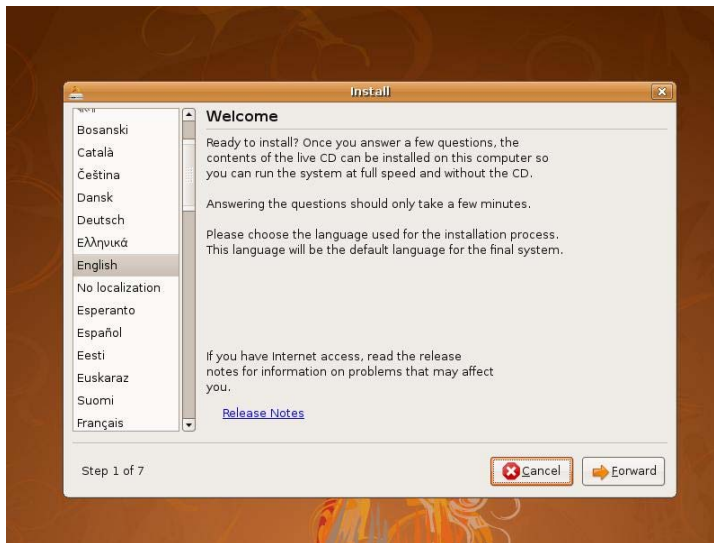 Install
Bosanski
Català
Čeština
Dansk
Deutsch
Ελληνικά
English
No localization
Esperanto
Español
Eesti
Euskaraz
Suomi
Français
Welcome
Ready to install? Once you answer a few questions, the
contents of the live CD can be installed on this computer so
you can run the system at full speed and without the CD.
Answering the questions should only take a few minutes.
Please choose the language used for the installation process.
This language will be the default language for the final system.
If you have Internet access, read the release
notes for information on problems that may affect
you.
Release Notes
Step 1 of 7
Cancel
Forward